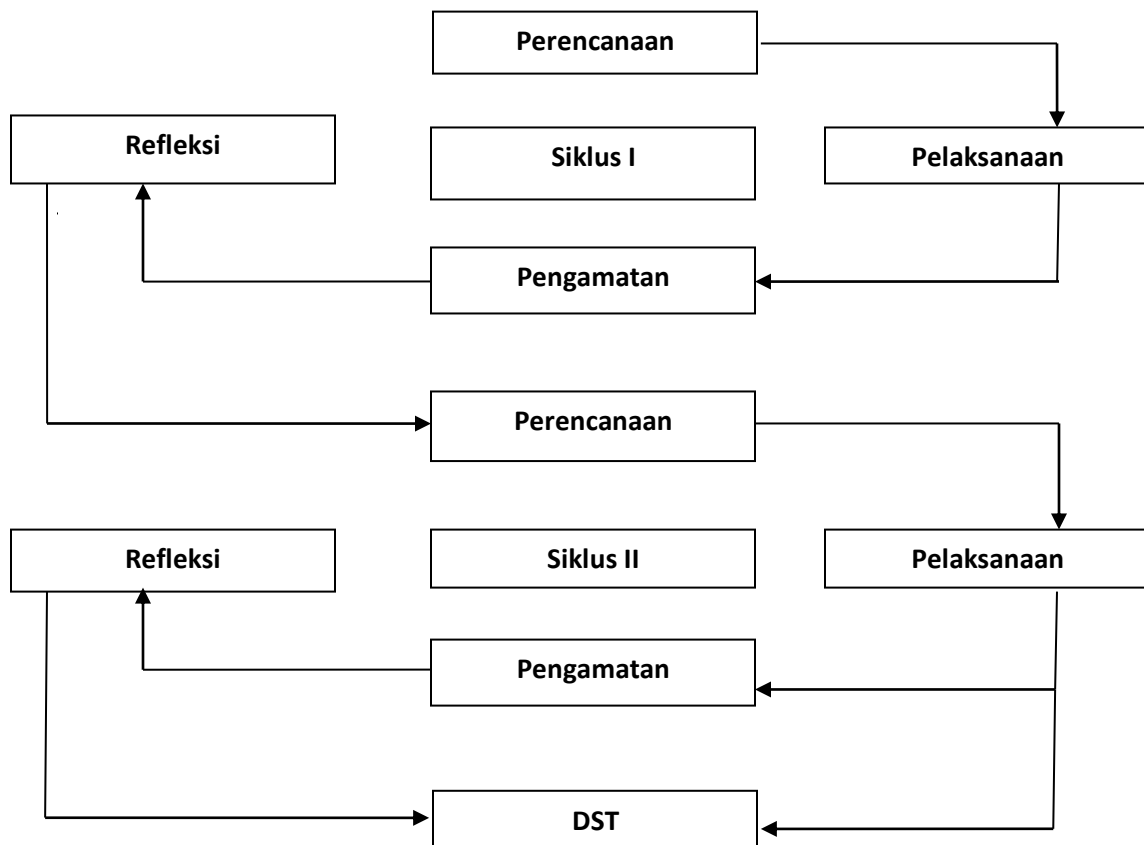 Perencanaan
Refleksi
Siklus I
Pelaksanaan
Pengamatan
Perencanaan
Refleksi
Siklus II
Pelaksanaan
Pengamatan
DST